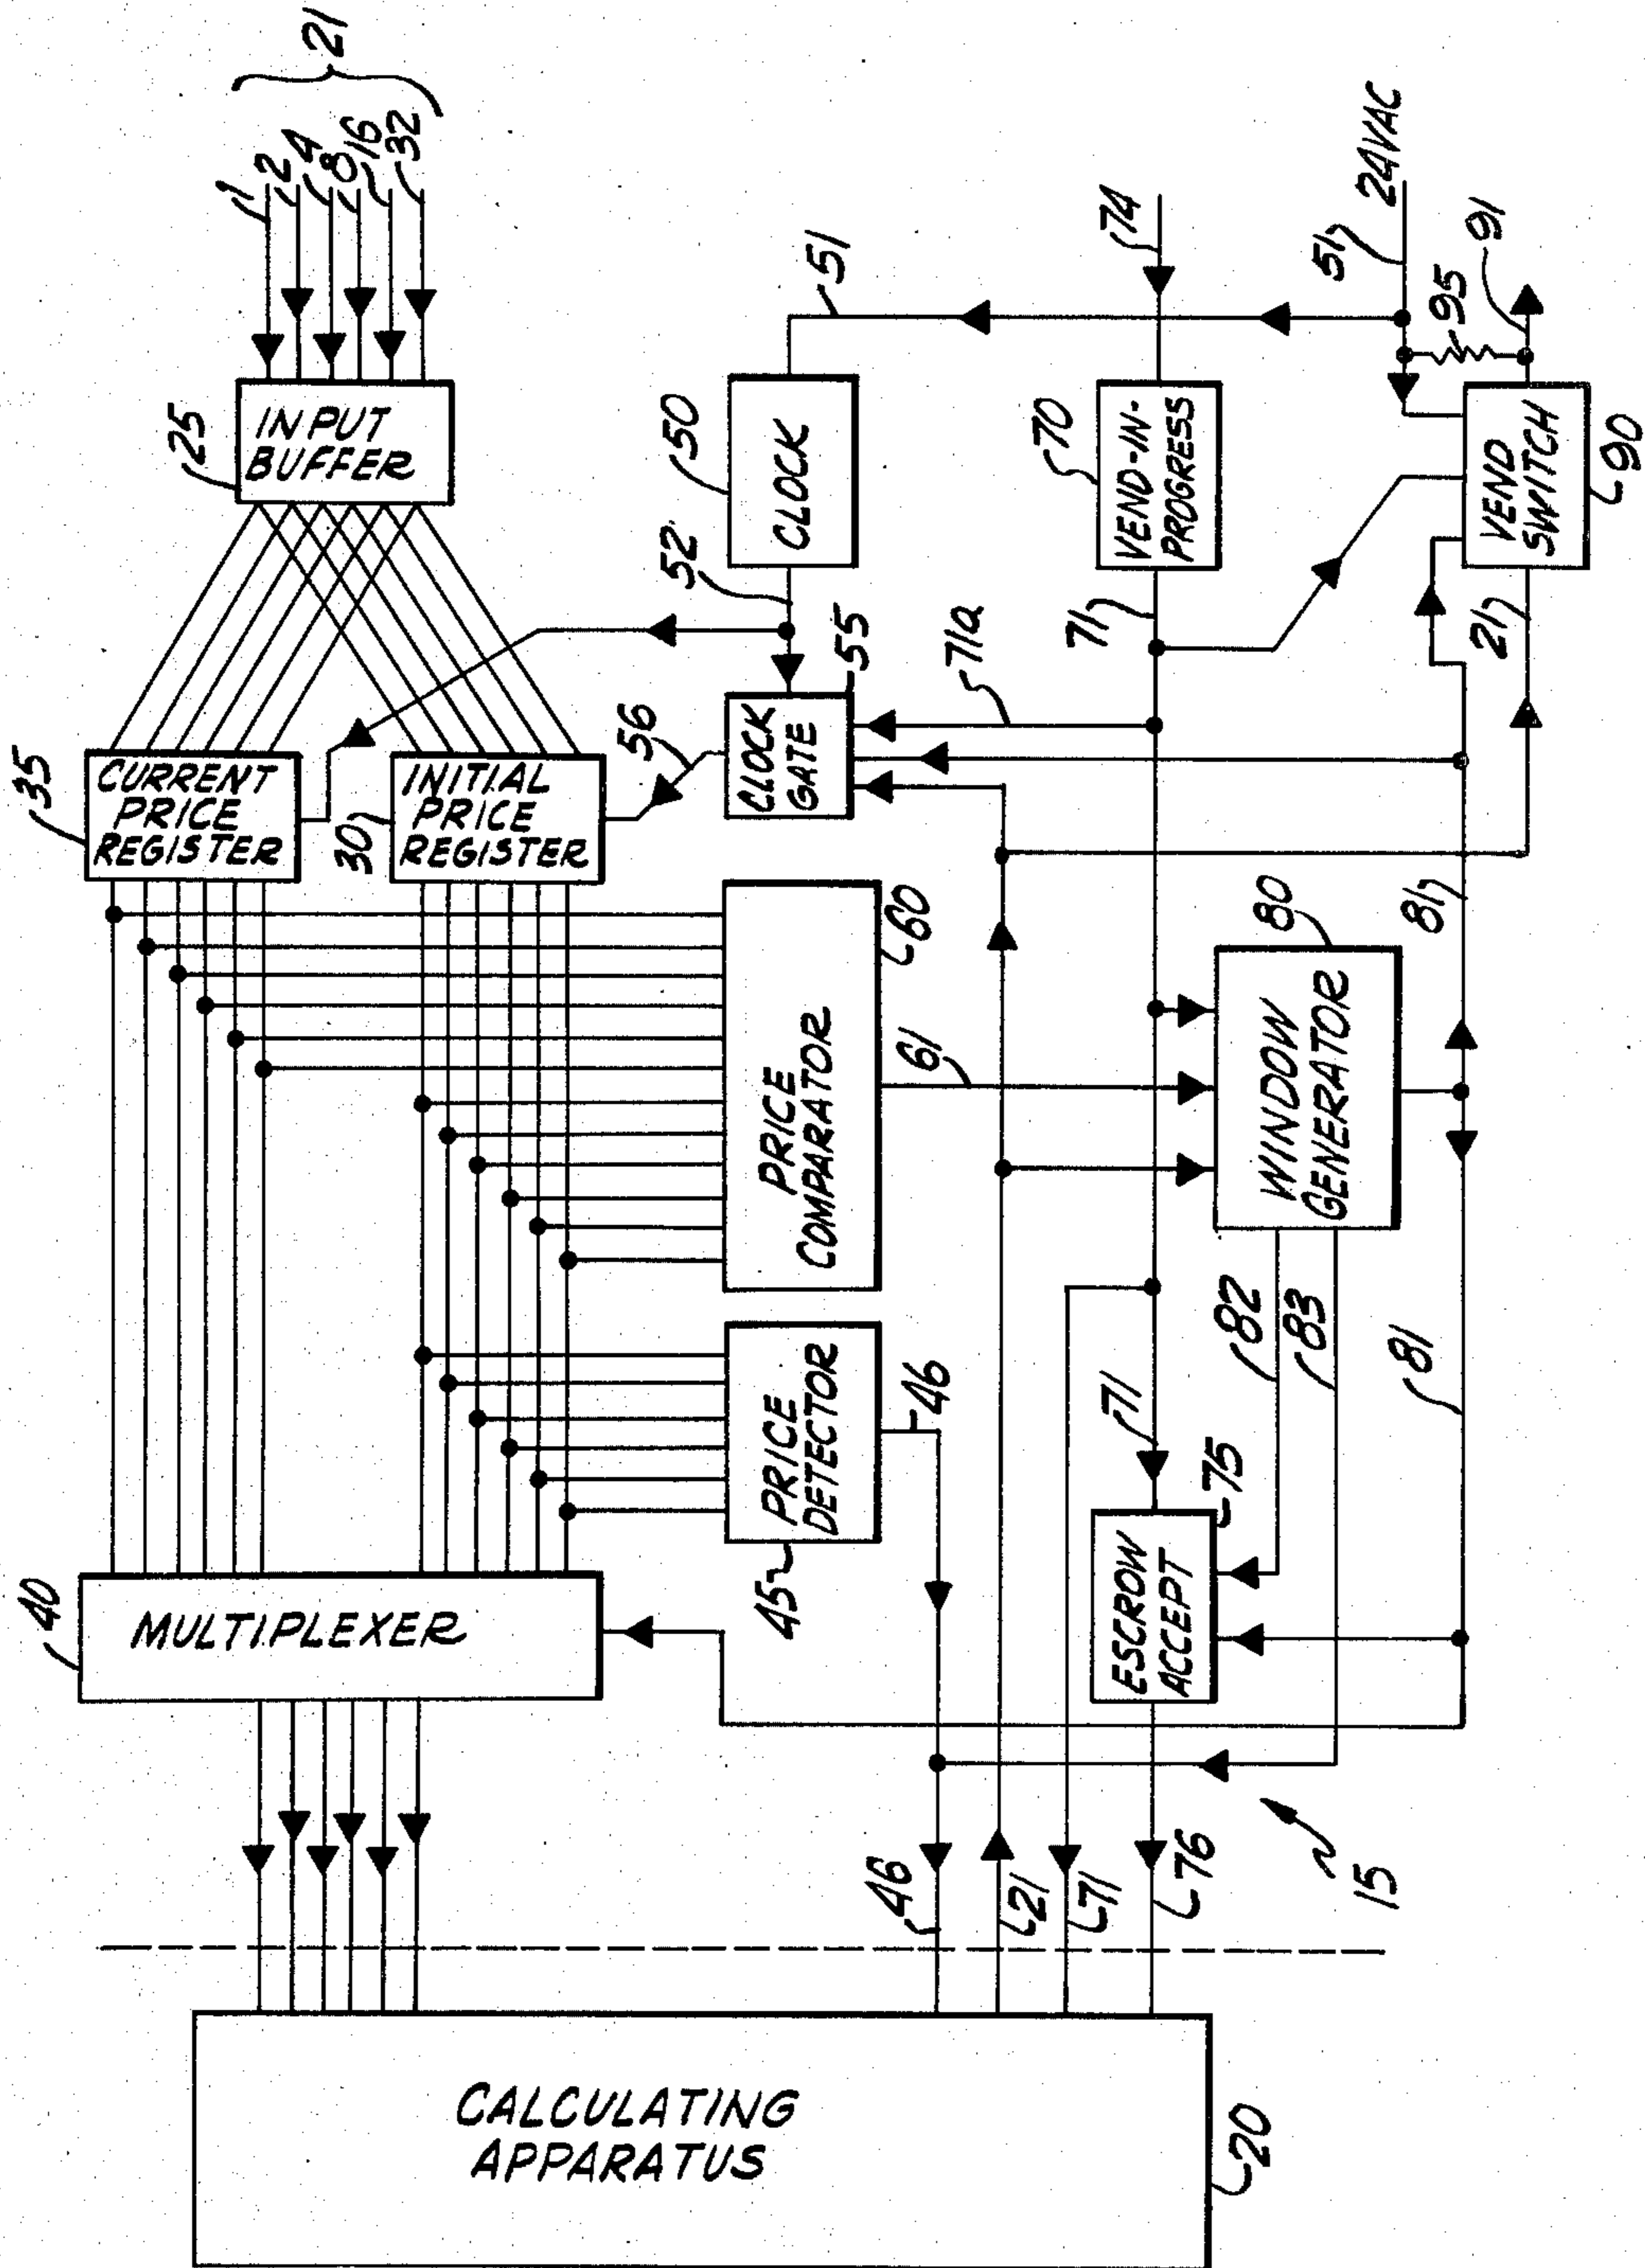 21
1
2
4
8
16
32
25
INPUT
BUFFER
35
CURRENT
PRICE
REGISTER
30
INITIAL
PRICE
REGISTER
56
52
50
CLOCK
51
CLOCK
GATE
55
71a
71
70
VEND-IN-
PROGRESS
74
51
24VAC
95
91
21
VEND
SWITCH
90
60
PRICE
COMPARATOR
61
80
WINDOW
GENERATOR
81
40
MULTIPLEXER
45
PRICE
DETECTOR
46
71
82
83
81
ESCROW
ACCEPT
75
46
21
71
76
15
CALCULATING
APPARATUS
20